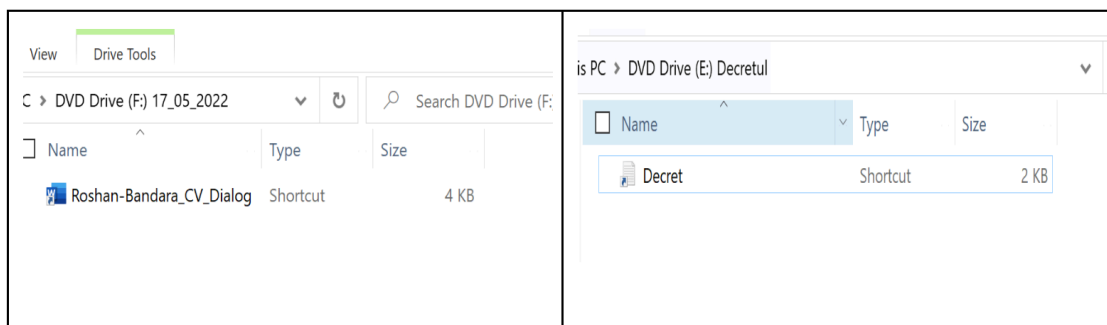 View Drive Tools
C > DVD Drive (F:) 17_05_2022 Search DVD Drive (F:
Name Type Size
Roshan-Bandara_CV_Dialog Shortcut 4 KB
is PC > DVD Drive (E:) Decretul
Name Type Size
Decret Shortcut 2 KB